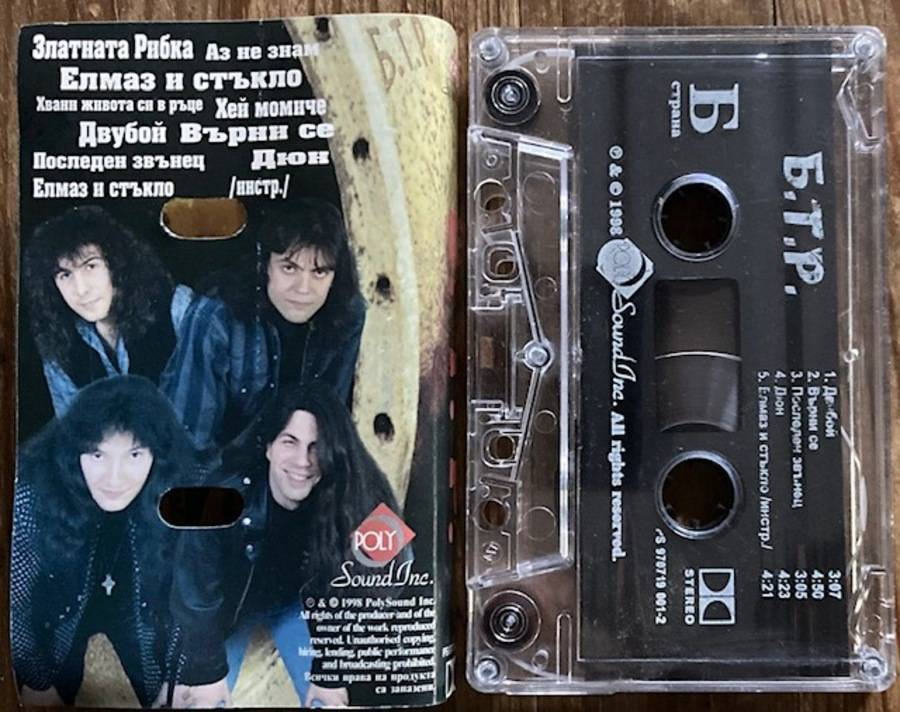 Златната Рибка Аз не знам
Елмаз и стъкло
Хвани живота си в ръце Хей момиче
Двубой Върни се
Последен звънец Дюн
Елмаз и стъкло /инстр./
Б.Т.Р.
POLY
Sound Inc.
℗ & © 1998 PolySound Inc.
All rights of the producer and of the
owner of the work reproduced
reserved. Unauthorised copying,
hiring, lending, public performance
and broadcasting prohibited.
Всички права на продукта
са запазени.
Б
страна
Б.Т.Р.
1. Двубой 3:07
2. Върни се 4:50
3. Последен звънец 3:05
4. Дюн 4:23
5. Елмаз и стъкло /инстр./ 4:21
℗ & © 1998 POLY Sound Inc. All rights reserved.
PS 970719 001-2
STEREO